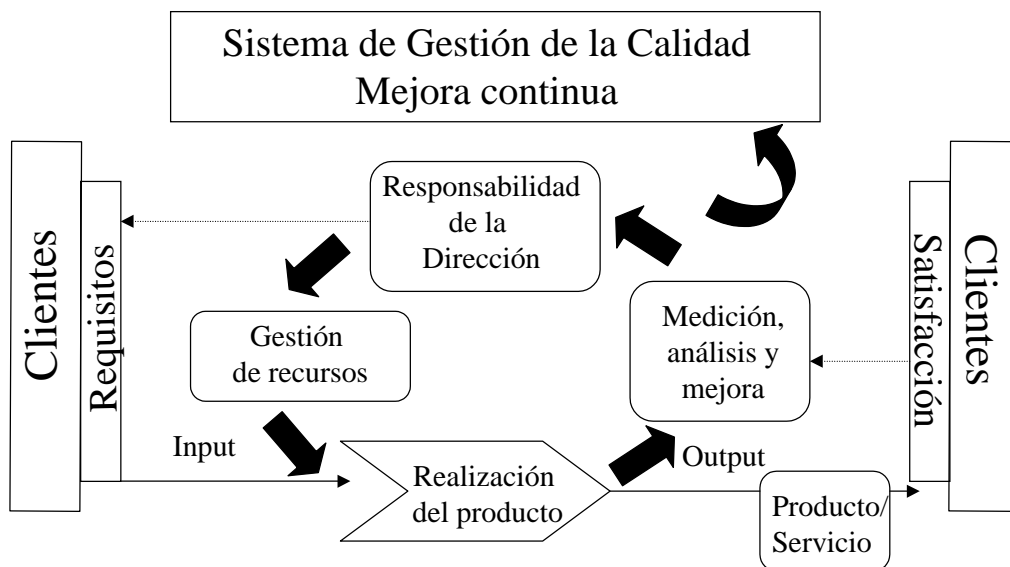 Sistema de Gestión de la Calidad
Mejora continua
Clientes
Requisitos
Responsabilidad
de la
Dirección
Gestión
de recursos
Medición,
análisis y
mejora
Satisfacción
Clientes
Input
Realización
del producto
Output
Producto/
Servicio